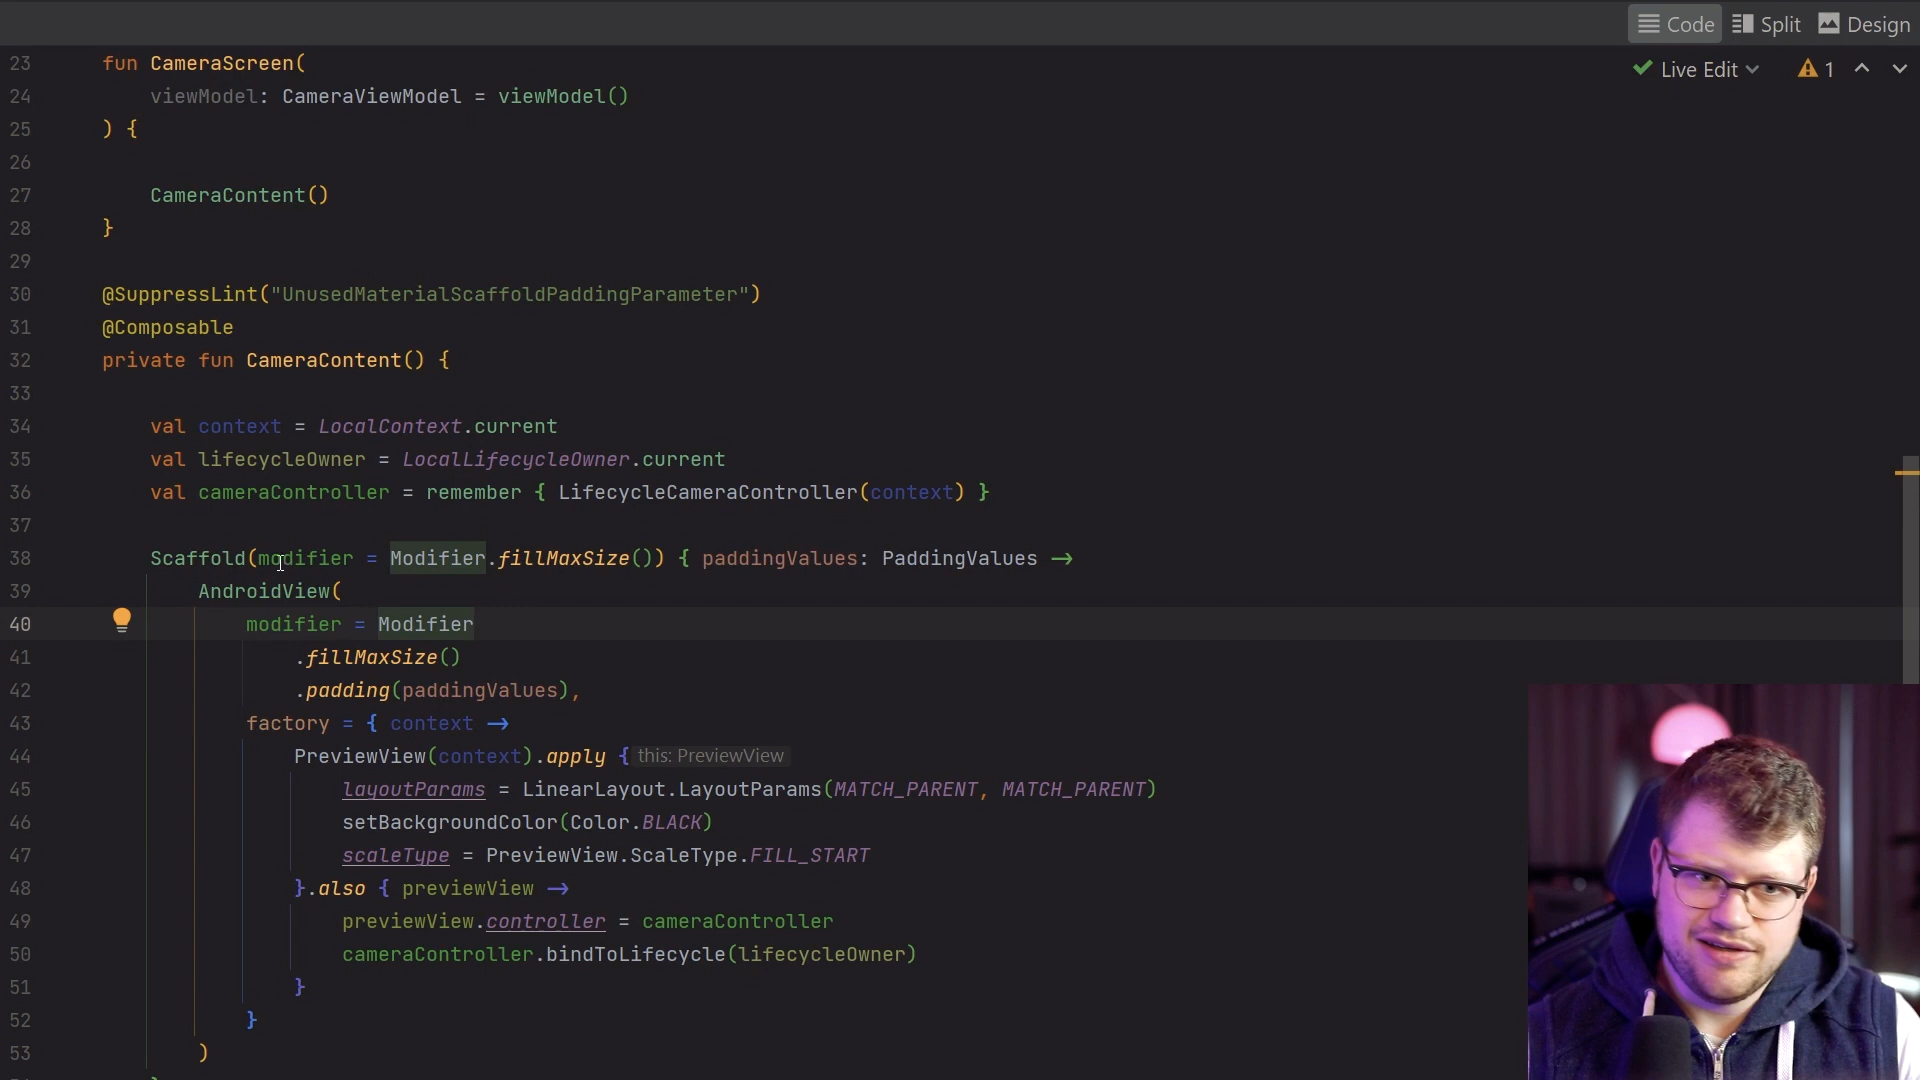 Code Split Design
Live Edit 1
23 fun CameraScreen(
24 viewModel: CameraViewModel = viewModel()
25 ) {
26
27 CameraContent()
28 }
29
30 @SuppressLint("UnusedMaterialScaffoldPaddingParameter")
31 @Composable
32 private fun CameraContent() {
33
34 val context = LocalContext.current
35 val lifecycleOwner = LocalLifecycleOwner.current
36 val cameraController = remember { LifecycleCameraController(context) }
37
38 Scaffold(modifier = Modifier.fillMaxSize()) { paddingValues: PaddingValues →
39 AndroidView(
40 modifier = Modifier
41 .fillMaxSize()
42 .padding(paddingValues),
43 factory = { context →
44 PreviewView(context).apply { this: PreviewView
45 layoutParams = LinearLayout.LayoutParams(MATCH_PARENT, MATCH_PARENT)
46 setBackgroundColor(Color.BLACK)
47 scaleType = PreviewView.ScaleType.FILL_START
48 }.also { previewView →
49 previewView.controller = cameraController
50 cameraController.bindToLifecycle(lifecycleOwner)
51 }
52 }
53 )